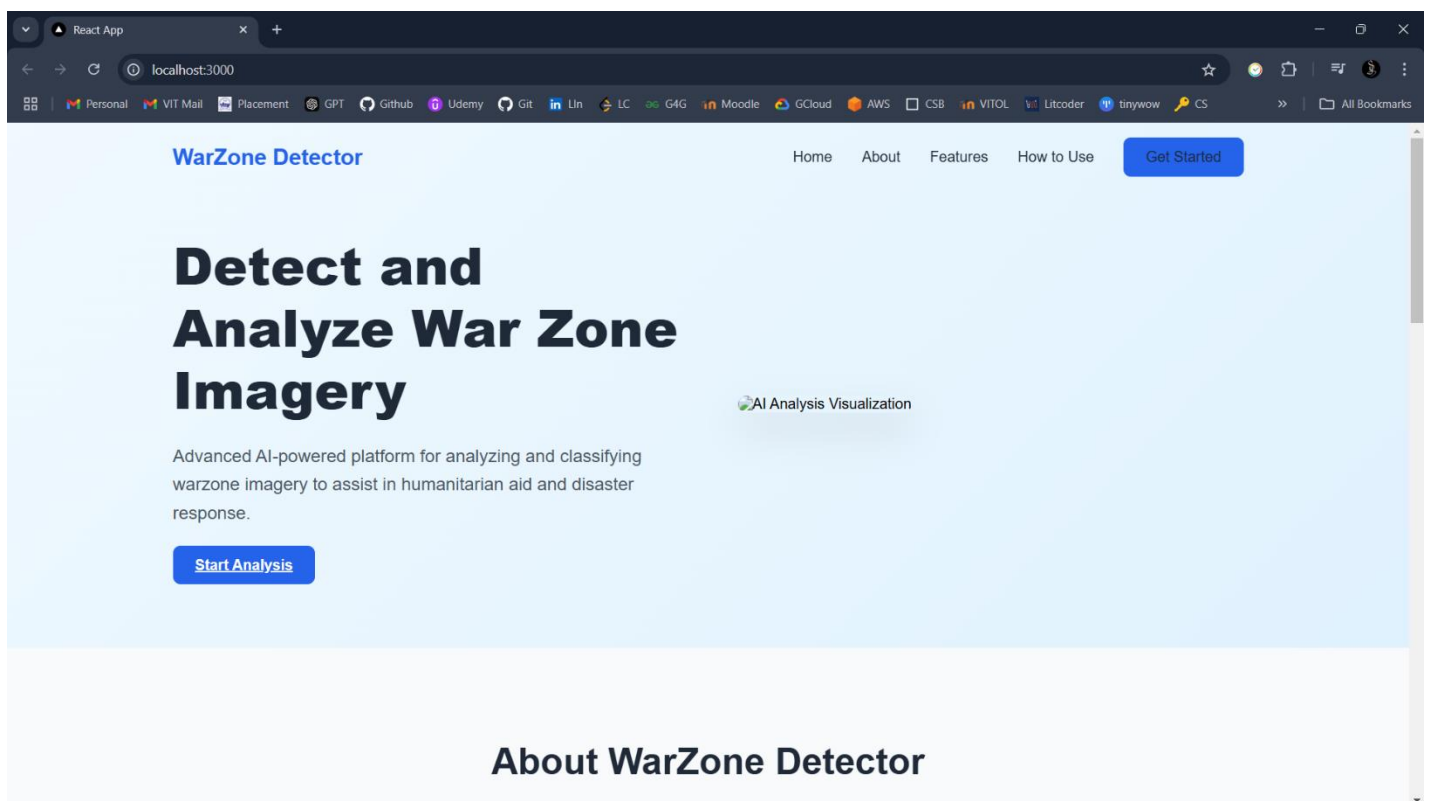 React App
localhost:3000
Personal VIT Mail Placement GPT Github Udemy Git LIn LC G4G Moodle GCloud AWS CSB VITOL Litcoder tinywow CS » All Bookmarks
WarZone Detector Home About Features How to Use Get Started
Detect and
Analyze War Zone
Imagery
AI Analysis Visualization
Advanced AI-powered platform for analyzing and classifying
warzone imagery to assist in humanitarian aid and disaster
response.
Start Analysis
About WarZone Detector